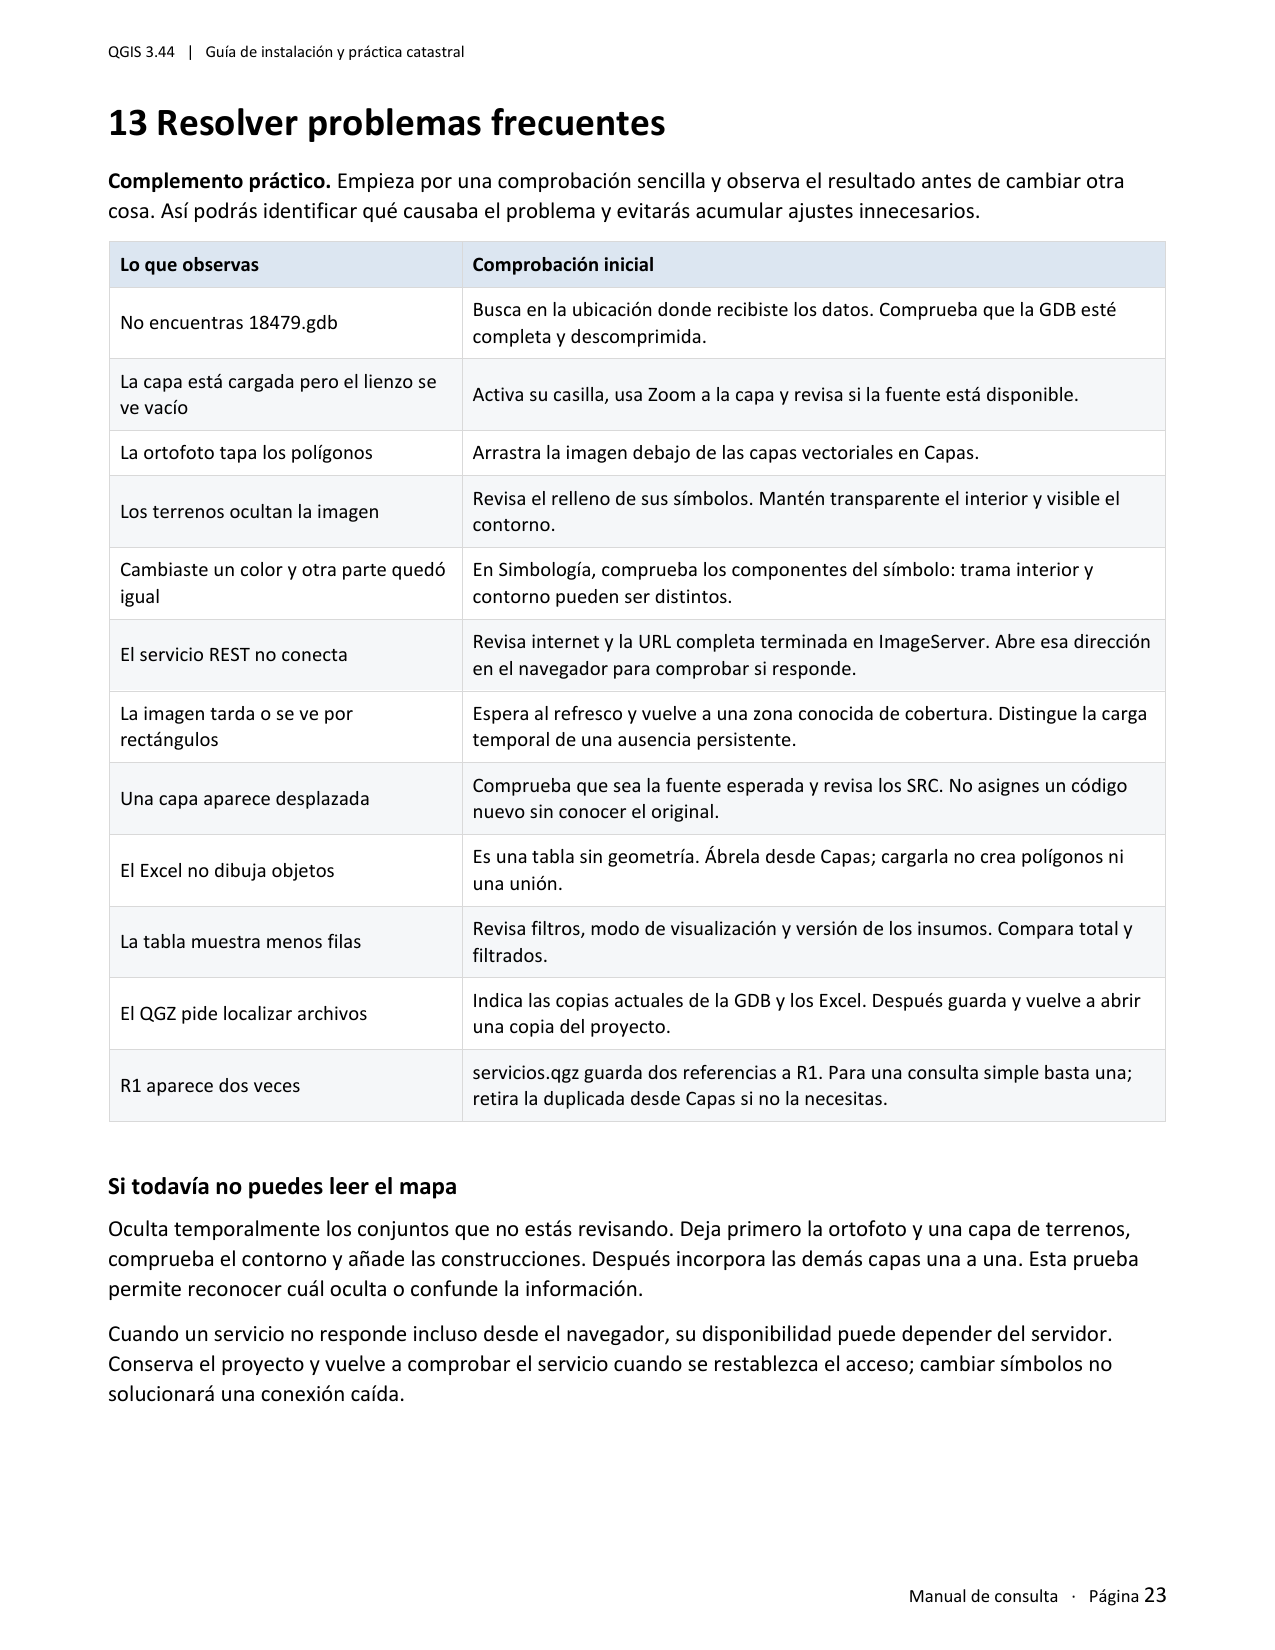 QGIS 3.44 | Guía de instalación y práctica catastral
13 Resolver problemas frecuentes
Complemento práctico. Empieza por una comprobación sencilla y observa el resultado antes de cambiar otra
cosa. Así podrás identificar qué causaba el problema y evitarás acumular ajustes innecesarios.
Lo que observas
Comprobación inicial
No encuentras 18479.gdb
Busca en la ubicación donde recibiste los datos. Comprueba que la GDB esté
completa y descomprimida.
La capa está cargada pero el lienzo se
ve vacío
Activa su casilla, usa Zoom a la capa y revisa si la fuente está disponible.
La ortofoto tapa los polígonos
Arrastra la imagen debajo de las capas vectoriales en Capas.
Los terrenos ocultan la imagen
Revisa el relleno de sus símbolos. Mantén transparente el interior y visible el
contorno.
Cambiaste un color y otra parte quedó
igual
En Simbología, comprueba los componentes del símbolo: trama interior y
contorno pueden ser distintos.
El servicio REST no conecta
Revisa internet y la URL completa terminada en ImageServer. Abre esa dirección
en el navegador para comprobar si responde.
La imagen tarda o se ve por
rectángulos
Espera al refresco y vuelve a una zona conocida de cobertura. Distingue la carga
temporal de una ausencia persistente.
Una capa aparece desplazada
Comprueba que sea la fuente esperada y revisa los SRC. No asignes un código
nuevo sin conocer el original.
El Excel no dibuja objetos
Es una tabla sin geometría. Ábrela desde Capas; cargarla no crea polígonos ni
una unión.
La tabla muestra menos filas
Revisa filtros, modo de visualización y versión de los insumos. Compara total y
filtrados.
El QGZ pide localizar archivos
Indica las copias actuales de la GDB y los Excel. Después guarda y vuelve a abrir
una copia del proyecto.
R1 aparece dos veces
servicios.qgz guarda dos referencias a R1. Para una consulta simple basta una;
retira la duplicada desde Capas si no la necesitas.
Si todavía no puedes leer el mapa
Oculta temporalmente los conjuntos que no estás revisando. Deja primero la ortofoto y una capa de terrenos,
comprueba el contorno y añade las construcciones. Después incorpora las demás capas una a una. Esta prueba
permite reconocer cuál oculta o confunde la información.
Cuando un servicio no responde incluso desde el navegador, su disponibilidad puede depender del servidor.
Conserva el proyecto y vuelve a comprobar el servicio cuando se restablezca el acceso; cambiar símbolos no
solucionará una conexión caída.
Manual de consulta · Página 23